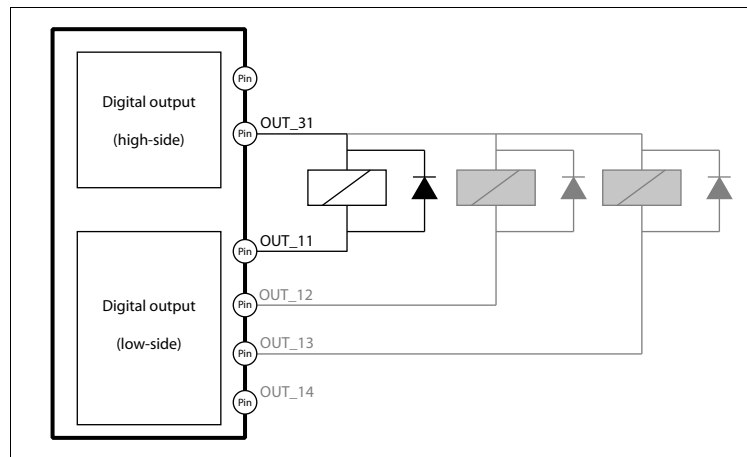 Digital output
(high-side)
Pin
Pin
OUT_31
Digital output
(low-side)
Pin
OUT_11
Pin
OUT_12
Pin
OUT_13
Pin
OUT_14